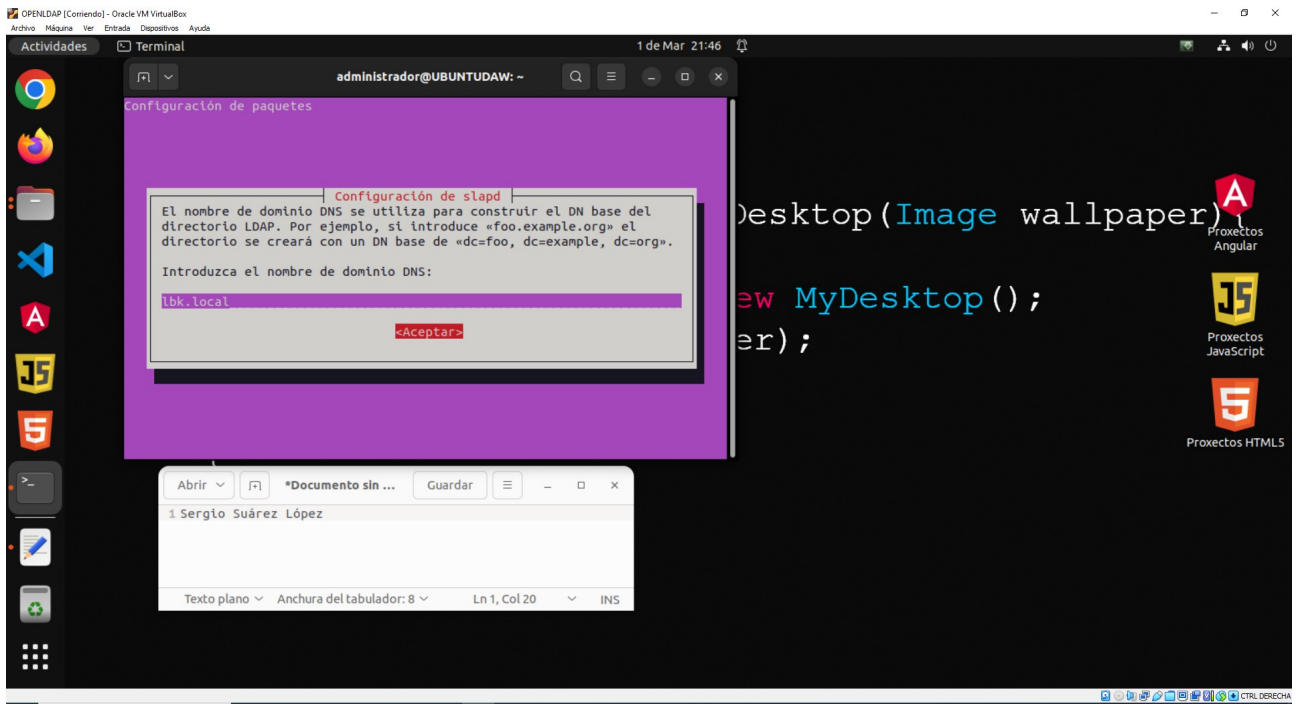 OPENLDAP [Corriendo] - Oracle VM VirtualBox
Archivo Máquina Ver Entrada Dispositivos Ayuda
Actividades Terminal 1 de Mar 21:46
administrador@UBUNTUDAW: ~
Configuración de paquetes
Configuración de slapd
El nombre de dominio DNS se utiliza para construir el DN base del
directorio LDAP. Por ejemplo, si introduce «foo.example.org» el
directorio se creará con un DN base de «dc=foo, dc=example, dc=org».
Introduzca el nombre de dominio DNS:
lbk.local
<Aceptar>
Desktop(Image wallpaper){
ew MyDesktop();
er);
Proxectos
Angular
Proxectos
JavaScript
Proxectos HTML5
Abrir *Documento sin ... Guardar
1 Sergio Suárez López
Texto plano Anchura del tabulador: 8 Ln 1, Col 20 INS
CTRL DERECHA